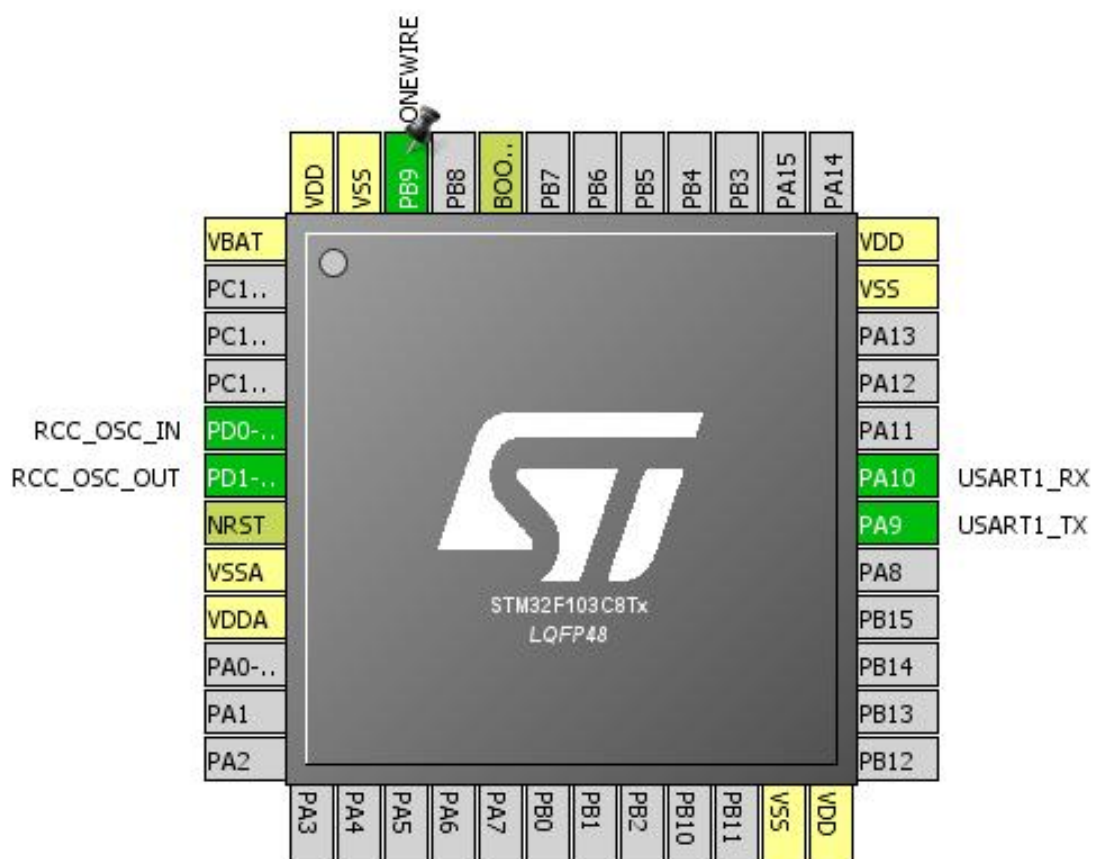 ONEWIRE
VDD
VSS
PB9
PB8
BOO..
PB7
PB6
PB5
PB4
PB3
PA15
PA14
VBAT
PC1..
PC1..
PC1..
RCC_OSC_IN PD0-..
RCC_OSC_OUT PD1-..
NRST
VSSA
VDDA
PA0-..
PA1
PA2
ST
STM32F103C8Tx
LQFP48
VDD
VSS
PA13
PA12
PA11
PA10 USART1_RX
PA9 USART1_TX
PA8
PB15
PB14
PB13
PB12
PA3
PA4
PA5
PA6
PA7
PB0
PB1
PB2
PB10
PB11
VSS
VDD